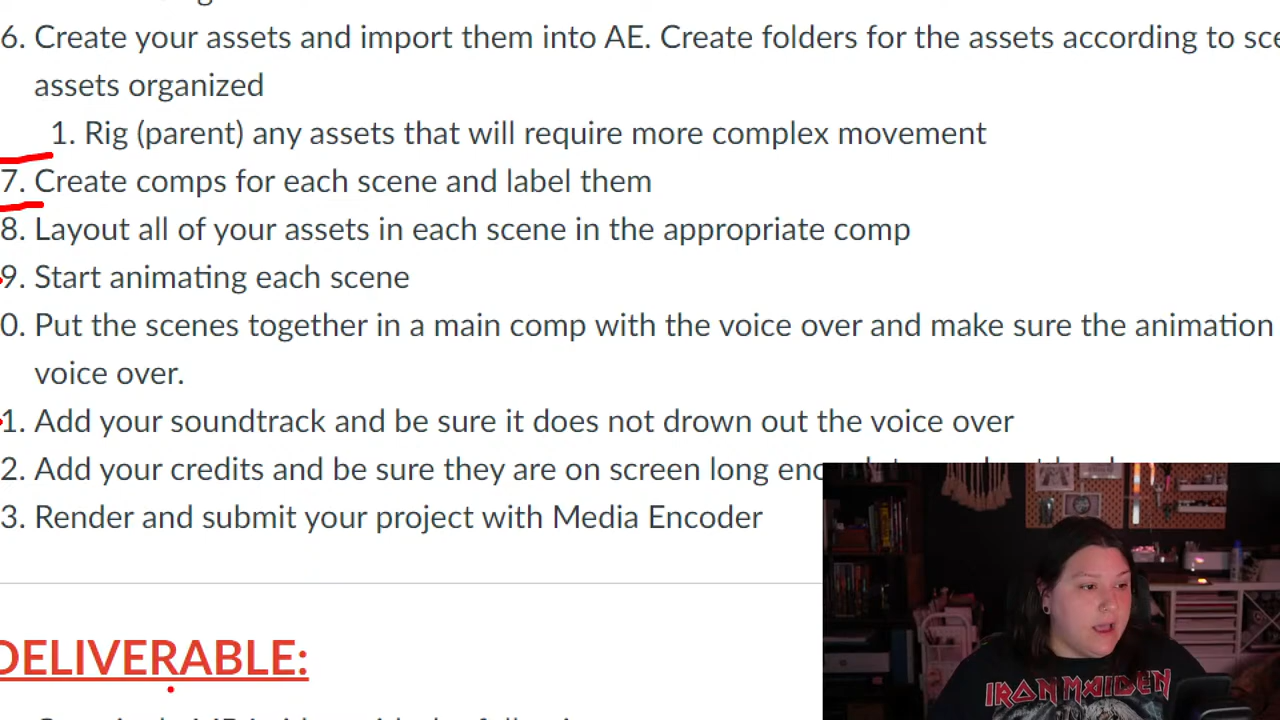 6. Create your assets and import them into AE. Create folders for the assets according to
assets organized
1. Rig (parent) any assets that will require more complex movement
7. Create comps for each scene and label them
8. Layout all of your assets in each scene in the appropriate comp
9. Start animating each scene
0. Put the scenes together in a main comp with the voice over and make sure the animation
voice over.
1. Add your soundtrack and be sure it does not drown out the voice over
2. Add your credits and be sure they are on screen long
3. Render and submit your project with Media Encoder
DELIVERABLE:
IRON MAIDEN